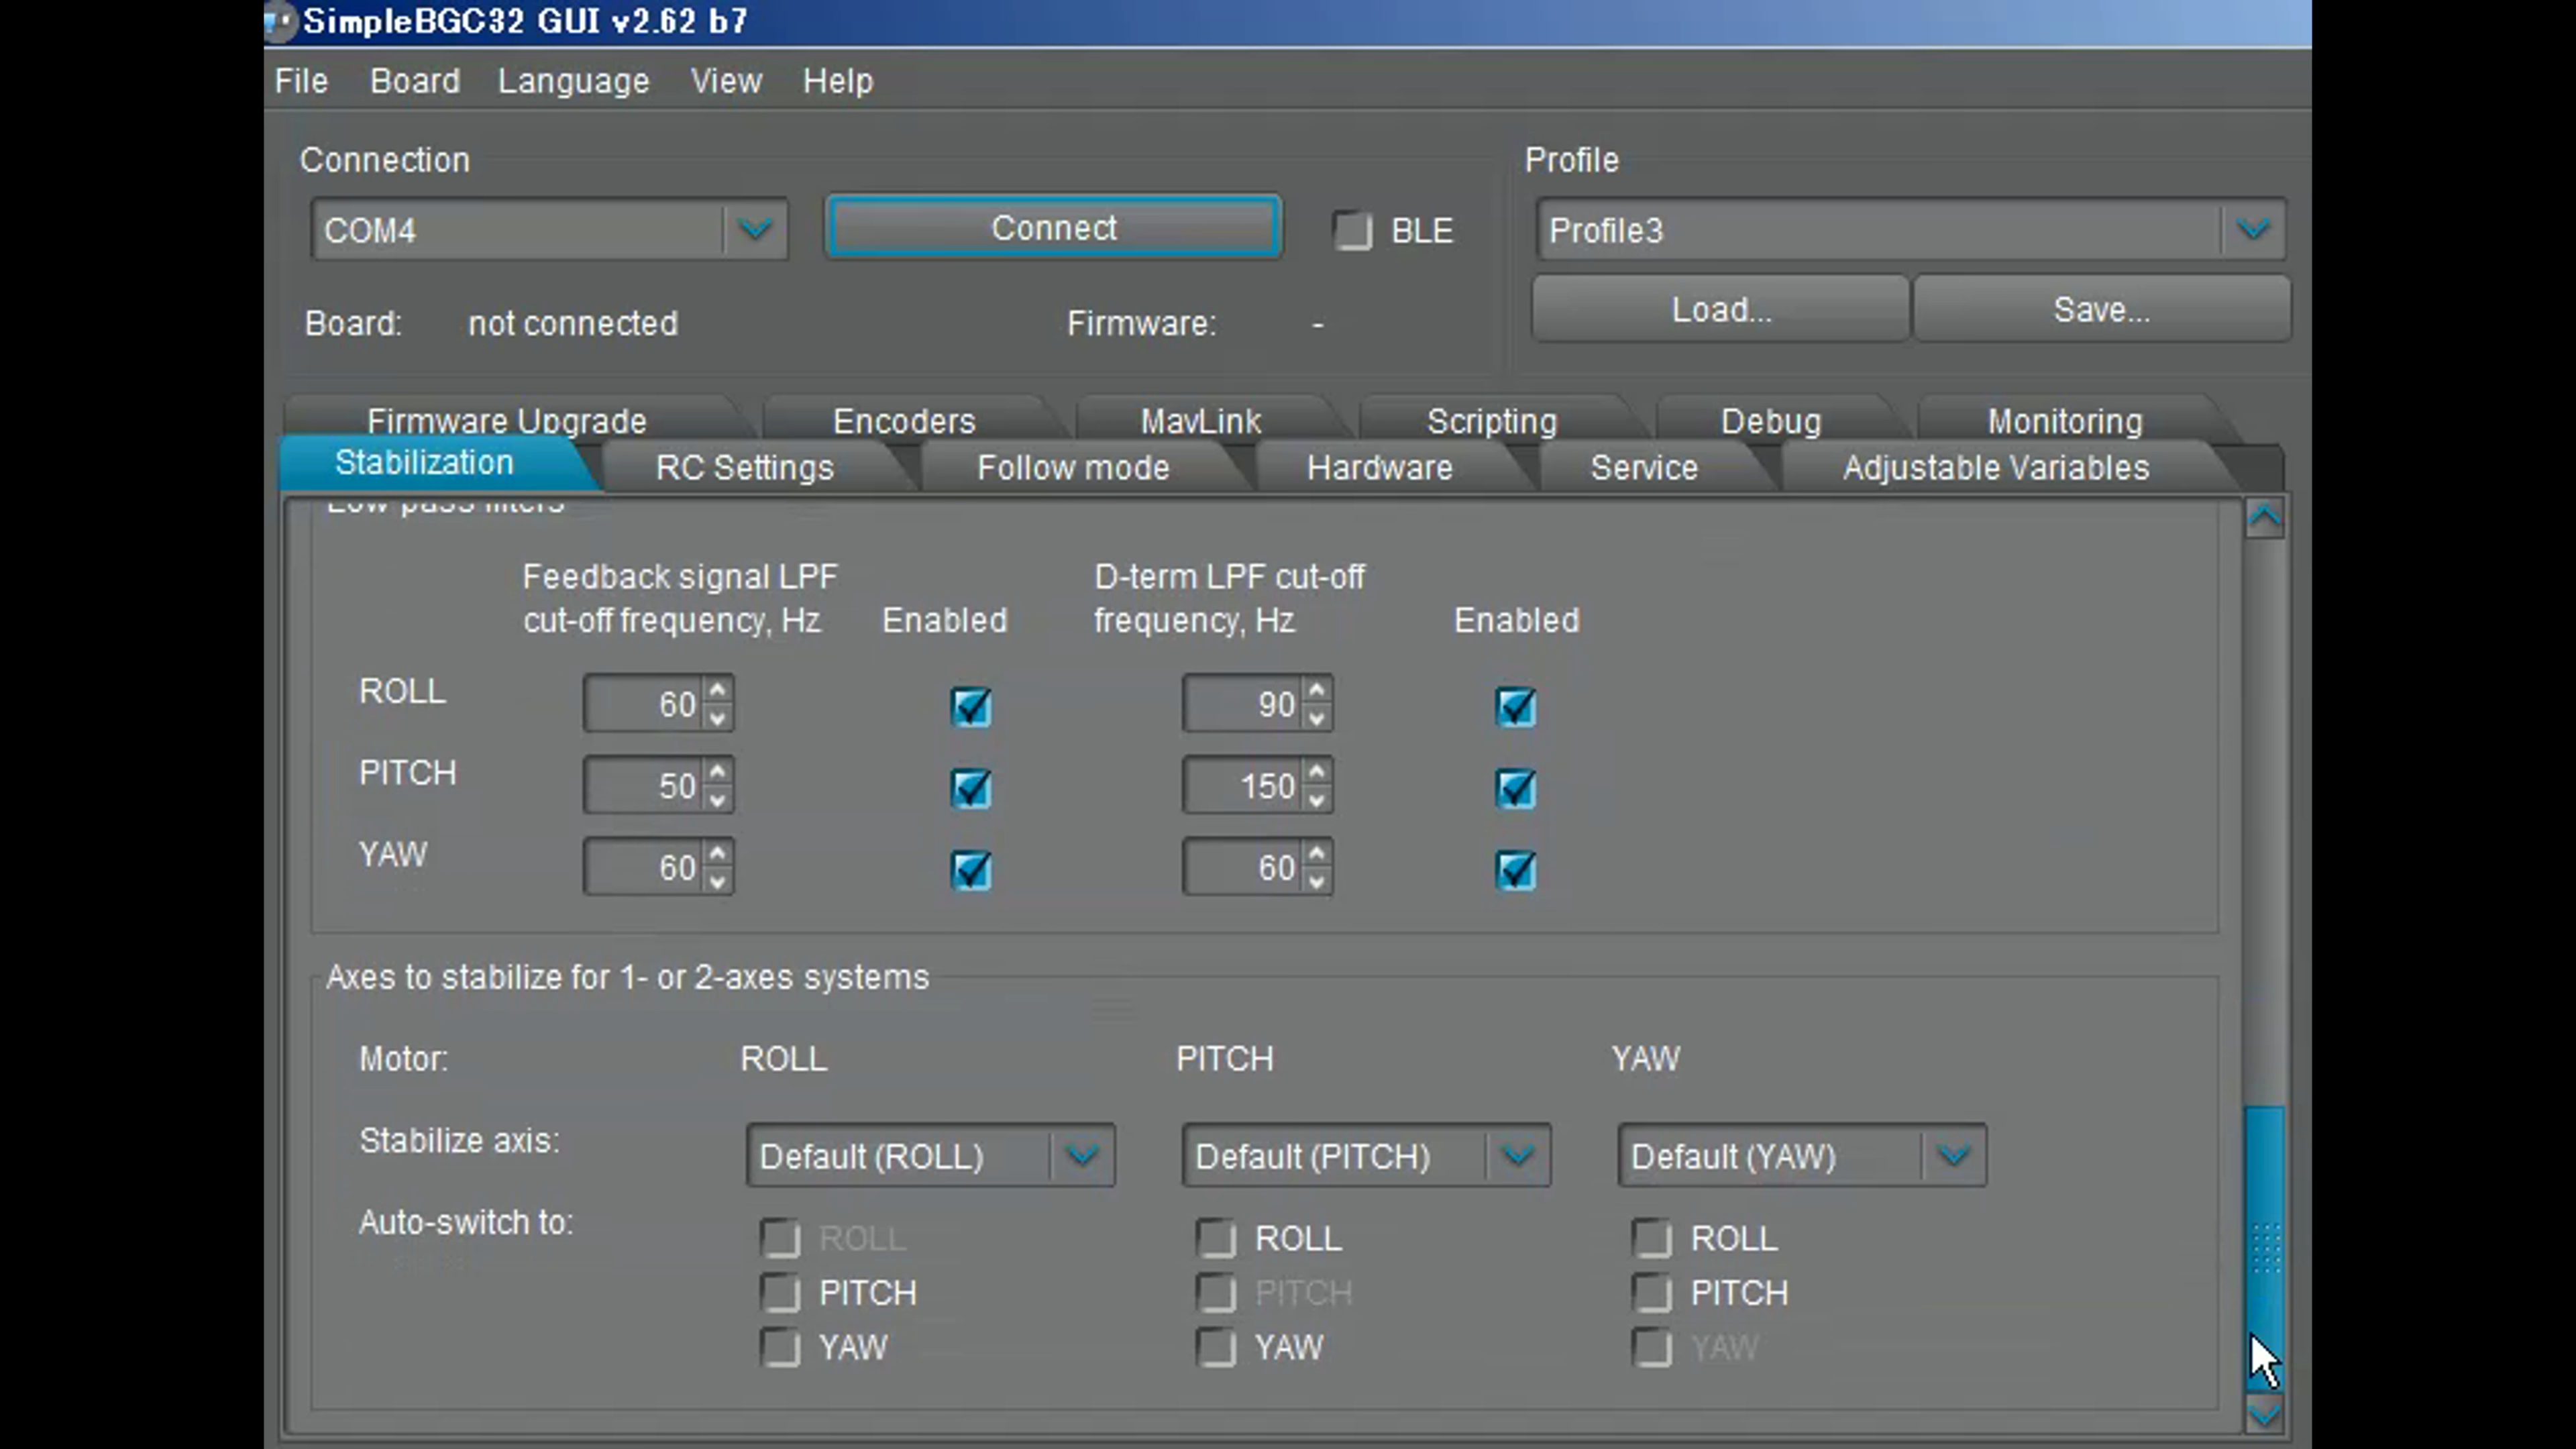 SimpleBGC32 GUI v2.62 b7
File Board Language View Help
Connection
Profile
COM4
Connect
BLE
Profile3
Board: not connected
Firmware: -
Load...
Save...
Firmware Upgrade Encoders MavLink Scripting Debug Monitoring
Stabilization RC Settings Follow mode Hardware Service Adjustable Variables
Low-pass filters
Feedback signal LPF
cut-off frequency, Hz
Enabled
D-term LPF cut-off
frequency, Hz
Enabled
ROLL 60 90
PITCH 50 150
YAW 60 60
Axes to stabilize for 1- or 2-axes systems
Motor: ROLL PITCH YAW
Stabilize axis: Default (ROLL) Default (PITCH) Default (YAW)
Auto-switch to: ROLL ROLL ROLL
PITCH PITCH PITCH
YAW YAW YAW